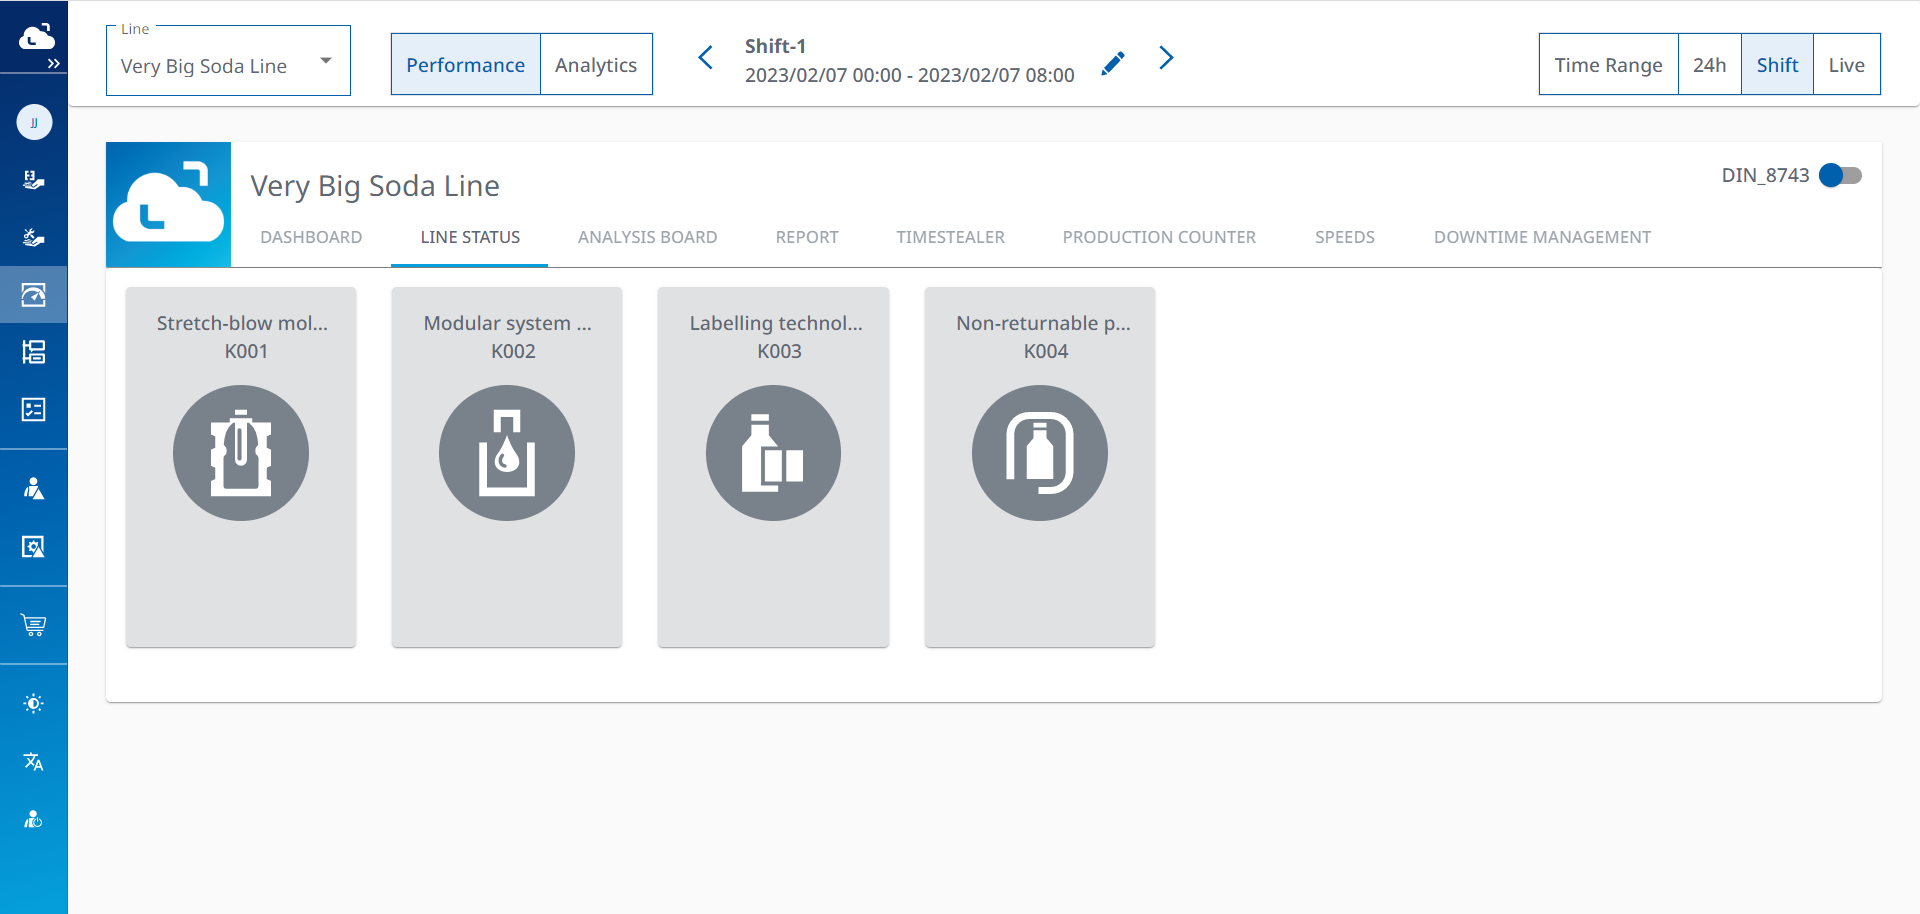 Line
Very Big Soda Line
Performance
Analytics
Shift-1
2023/02/07 00:00 - 2023/02/07 08:00
Time Range
24h
Shift
Live
JJ
Very Big Soda Line
DIN_8743
DASHBOARD
LINE STATUS
ANALYSIS BOARD
REPORT
TIMESTEALER
PRODUCTION COUNTER
SPEEDS
DOWNTIME MANAGEMENT
Stretch-blow mol...
K001
Modular system ...
K002
Labelling technol...
K003
Non-returnable p...
K004